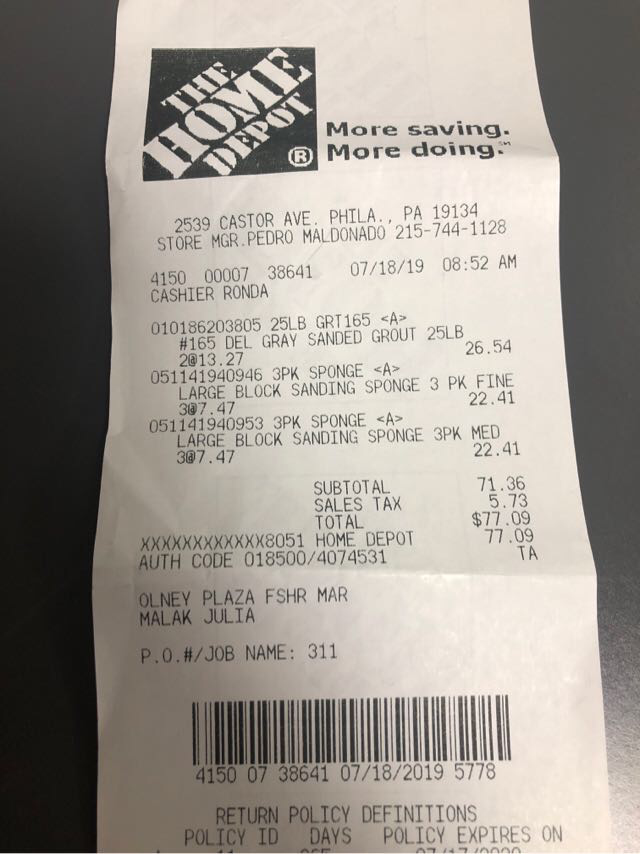 THE
HOME
DEPOT
®
More saving.
More doing.℠
2539 CASTOR AVE. PHILA., PA 19134
STORE MGR.PEDRO MALDONADO 215-744-1128
4150 00007 38641 07/18/19 08:52 AM
CASHIER RONDA
010186203805 25LB GRT165 <A>
#165 DEL GRAY SANDED GROUT 25LB
2@13.27 26.54
051141940946 3PK SPONGE <A>
LARGE BLOCK SANDING SPONGE 3 PK FINE
3@7.47 22.41
051141940953 3PK SPONGE <A>
LARGE BLOCK SANDING SPONGE 3PK MED
3@7.47 22.41
SUBTOTAL 71.36
SALES TAX 5.73
TOTAL $77.09
XXXXXXXXXXXX8051 HOME DEPOT 77.09
AUTH CODE 018500/4074531 TA
OLNEY PLAZA FSHR MAR
MALAK JULIA
P.O.#/JOB NAME: 311
4150 07 38641 07/18/2019 5778
RETURN POLICY DEFINITIONS
POLICY ID DAYS POLICY EXPIRES ON